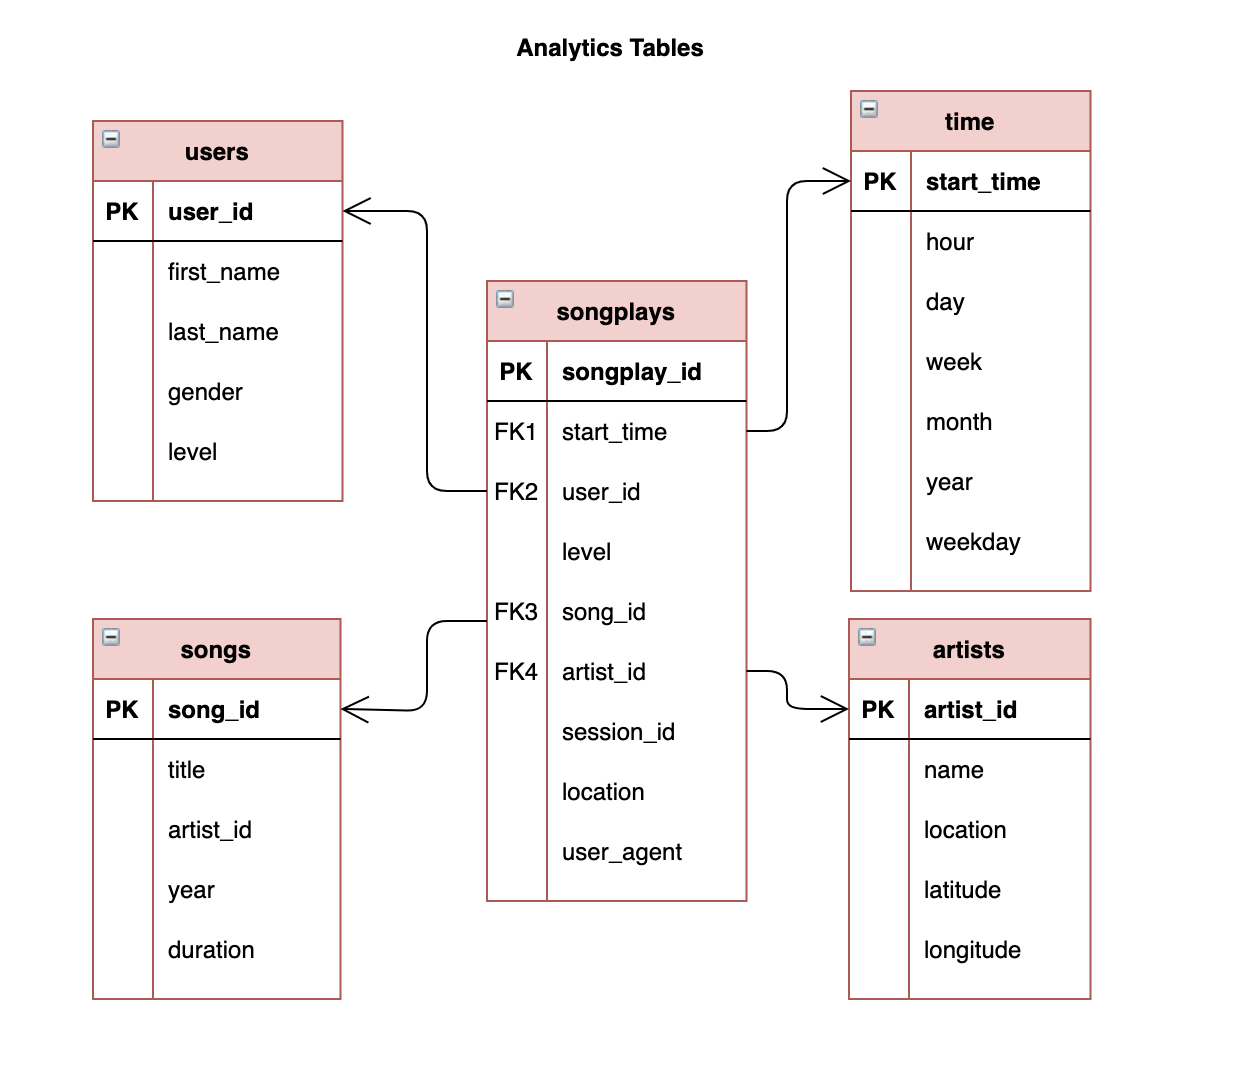 Analytics Tables
users
PK user_id
first_name
last_name
gender
level
songs
PK song_id
title
artist_id
year
duration
songplays
PK songplay_id
FK1 start_time
FK2 user_id
level
FK3 song_id
FK4 artist_id
session_id
location
user_agent
time
PK start_time
hour
day
week
month
year
weekday
artists
PK artist_id
name
location
latitude
longitude